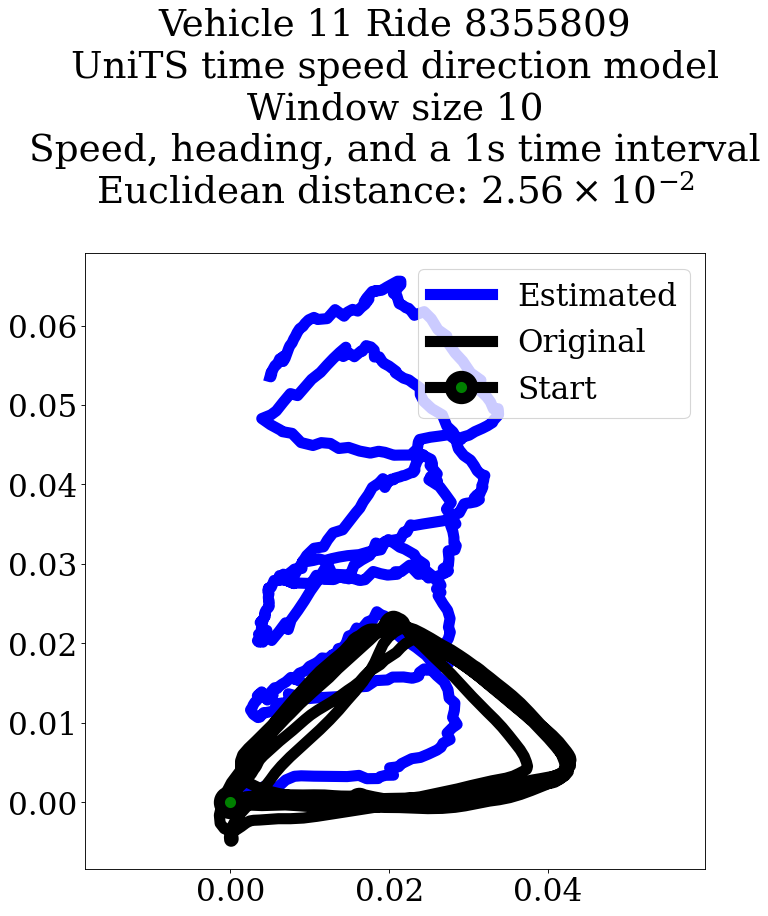 Vehicle 11 Ride 8355809
UniTS time speed direction model
Window size 10
Speed, heading, and a 1s time interval
Euclidean distance: 2.56 × 10⁻²
Estimated
Original
Start
0.06
0.05
0.04
0.03
0.02
0.01
0.00
0.00 0.02 0.04